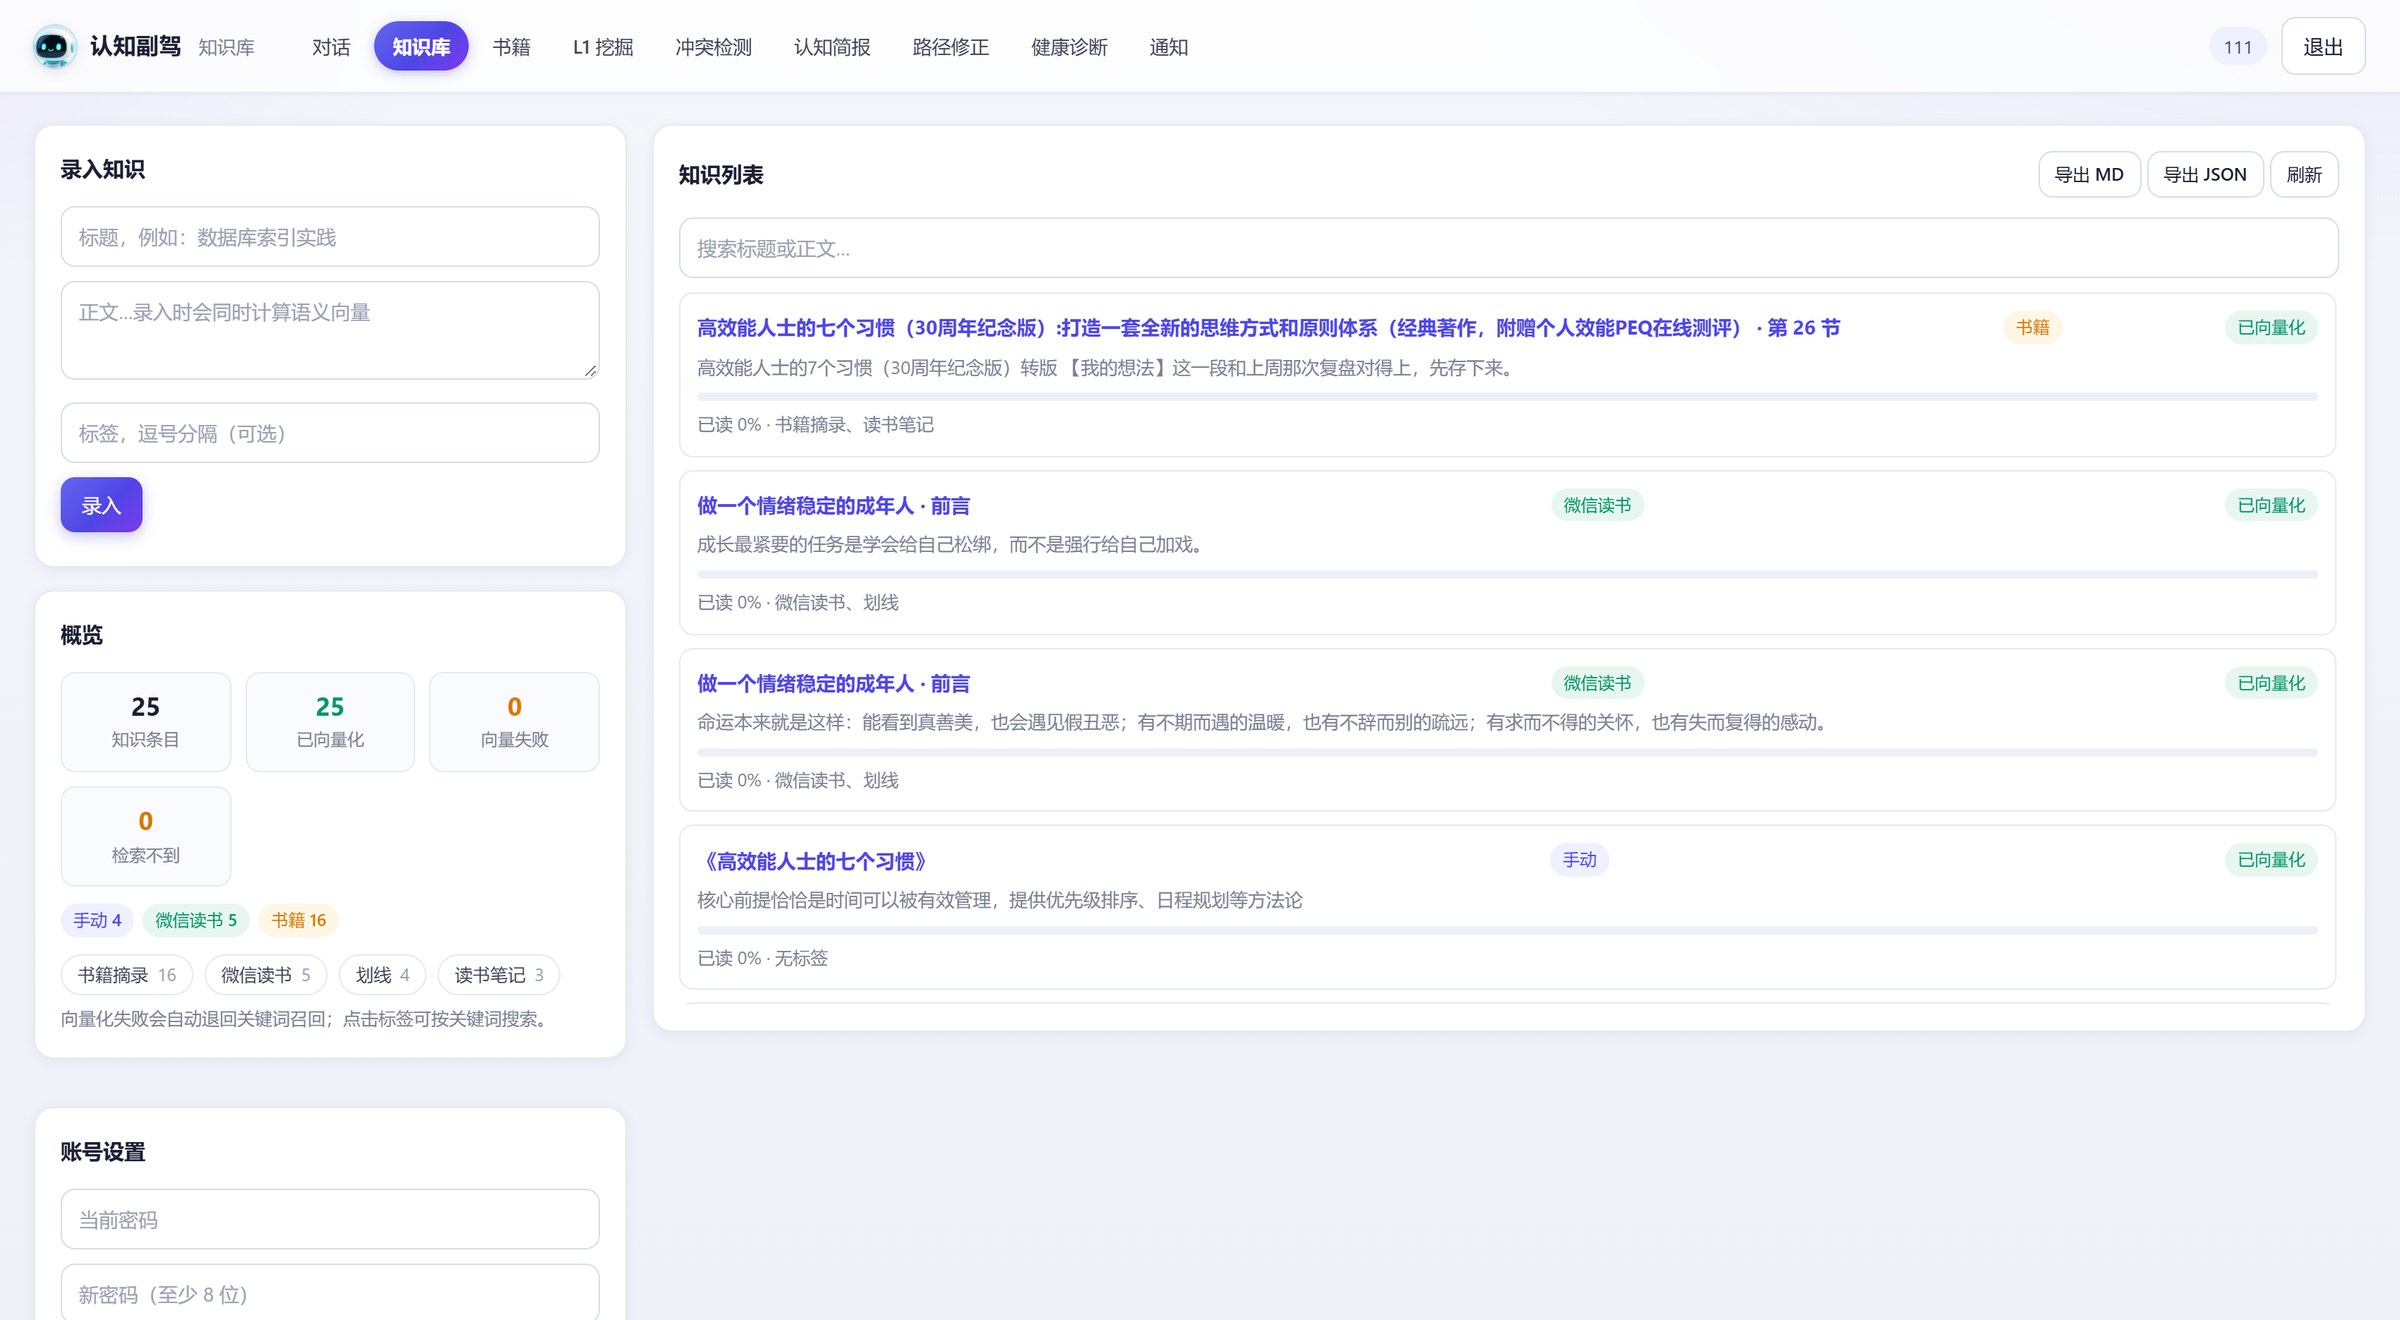 认知副驾 知识库 对话 知识库 书籍 L1 挖掘 冲突检测 认知简报 路径修正 健康诊断 通知 111 退出
录入知识
标题，例如：数据库索引实践
正文...录入时会同时计算语义向量
标签，逗号分隔（可选）
录入
概览
25 25 0
知识条目 已向量化 向量失败
0
检索不到
手动 4 微信读书 5 书籍 16
书籍摘录 16 微信读书 5 划线 4 读书笔记 3
向量化失败会自动退回关键词召回；点击标签可按关键词搜索。
账号设置
当前密码
新密码（至少 8 位）
知识列表 导出 MD 导出 JSON 刷新
搜索标题或正文...
高效能人士的七个习惯（30周年纪念版）:打造一套全新的思维方式和原则体系（经典著作，附赠个人效能PEQ在线测评） · 第 26 节 书籍 已向量化
高效能人士的7个习惯（30周年纪念版）转版 【我的想法】这一段和上周那次复盘对得上，先存下来。
已读 0% · 书籍摘录、读书笔记
做一个情绪稳定的成年人 · 前言 微信读书 已向量化
成长最紧要的任务是学会给自己松绑，而不是强行给自己加戏。
已读 0% · 微信读书、划线
做一个情绪稳定的成年人 · 前言 微信读书 已向量化
命运本来就是这样：能看到真善美，也会遇见假丑恶；有不期而遇的温暖，也有不辞而别的疏远；有求而不得的关怀，也有失而复得的感动。
已读 0% · 微信读书、划线
《高效能人士的七个习惯》 手动 已向量化
核心前提恰恰是时间可以被有效管理，提供优先级排序、日程规划等方法论
已读 0% · 无标签